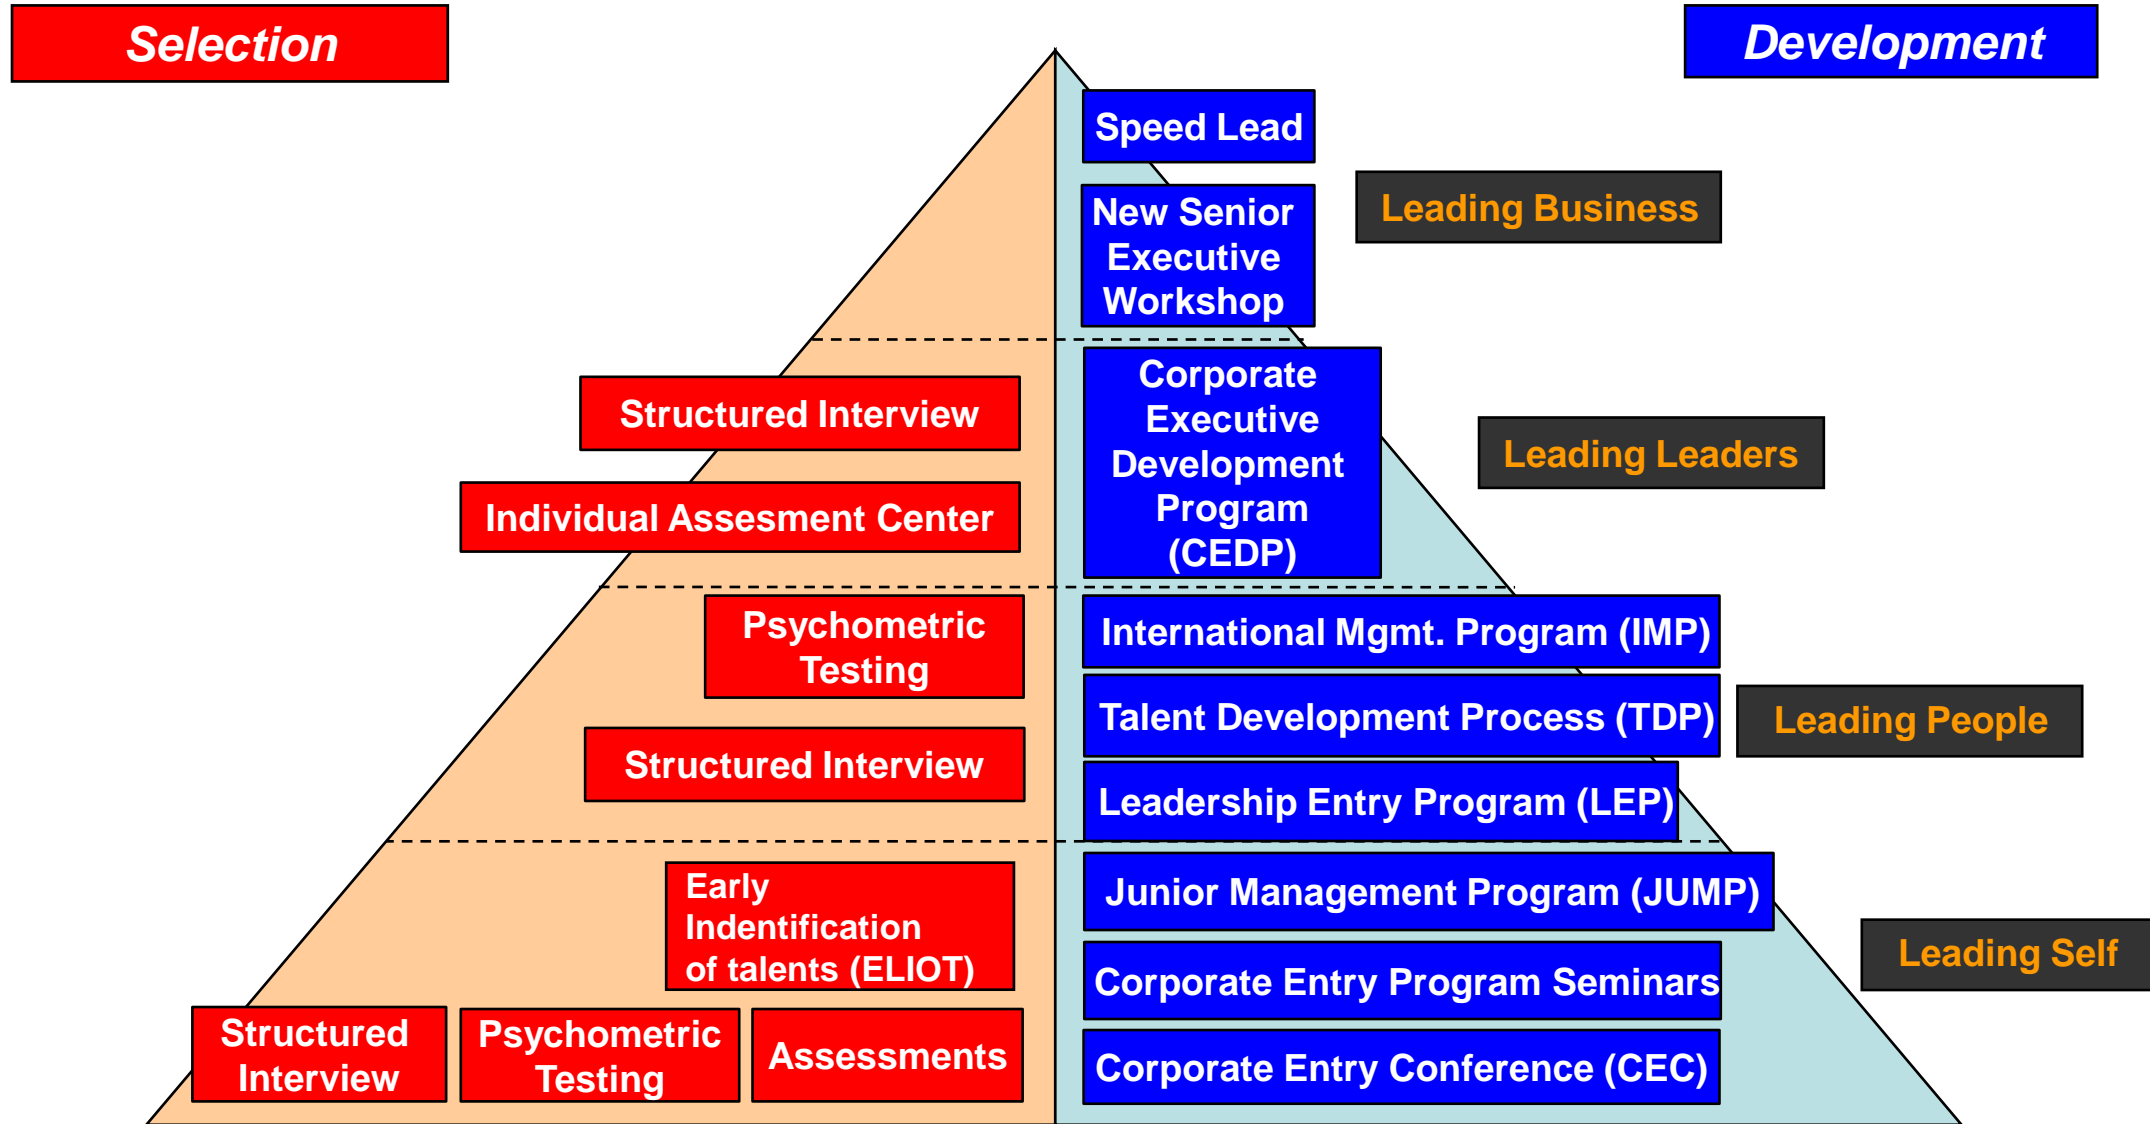 Selection
Development
Speed Lead
New Senior
Executive
Workshop
Leading Business
Structured Interview
Individual Assesment Center
Corporate
Executive
Development
Program
(CEDP)
Leading Leaders
Psychometric
Testing
Structured Interview
International Mgmt. Program (IMP)
Talent Development Process (TDP)
Leadership Entry Program (LEP)
Leading People
Early
Indentification
of talents (ELIOT)
Structured
Interview
Psychometric
Testing
Assessments
Junior Management Program (JUMP)
Corporate Entry Program Seminars
Corporate Entry Conference (CEC)
Leading Self